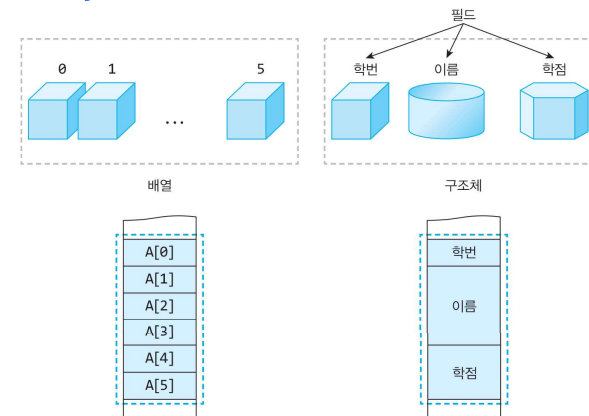 필드
0 1 5 학번 이름 학점
...
배열 구조체
A[0] 학번
A[1]
A[2] 이름
A[3]
A[4] 학점
A[5]